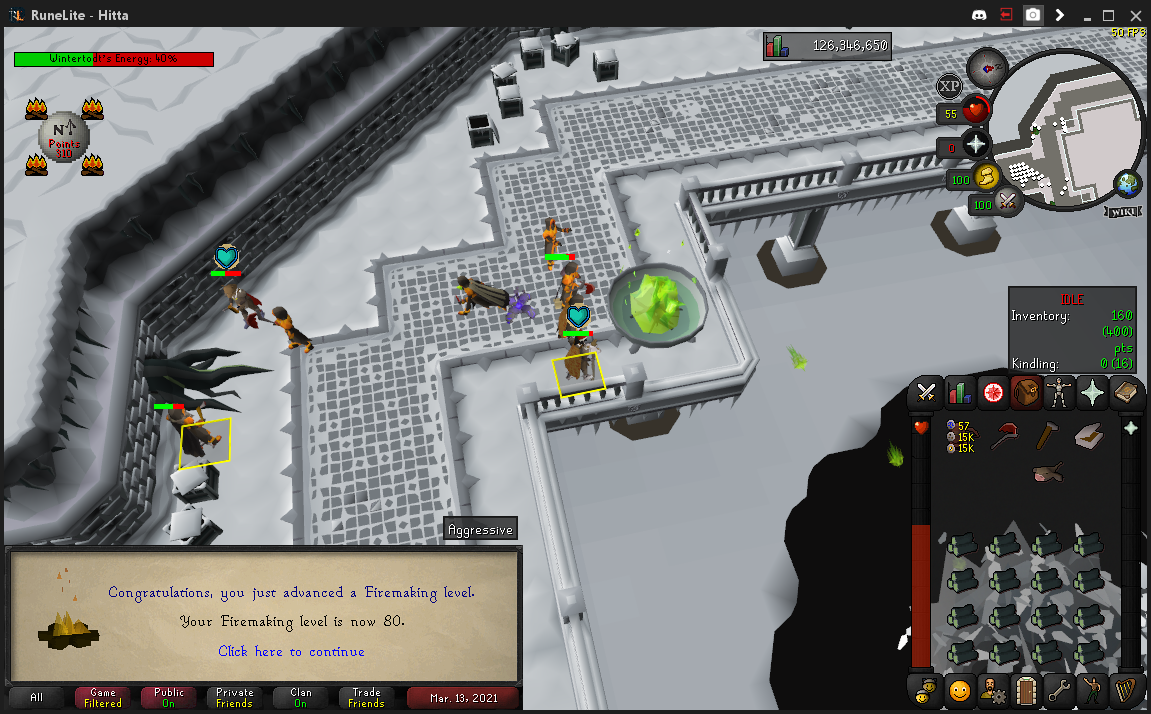 RuneLite - Hitta
50 FPS
Wintertodt's Energy: 40%
126,346,650
XP
N
Points
310
55
0
100
100
WIKI
IDLE
Inventory: 160
(400)
pts
Kindling: 0 (16)
57
15K
15K
Aggressive
Congratulations, you just advanced a Firemaking level.
Your Firemaking level is now 80.
Click here to continue
All
Game
Filtered
Public
On
Private
Friends
Clan
On
Trade
Friends
Mar. 13, 2021